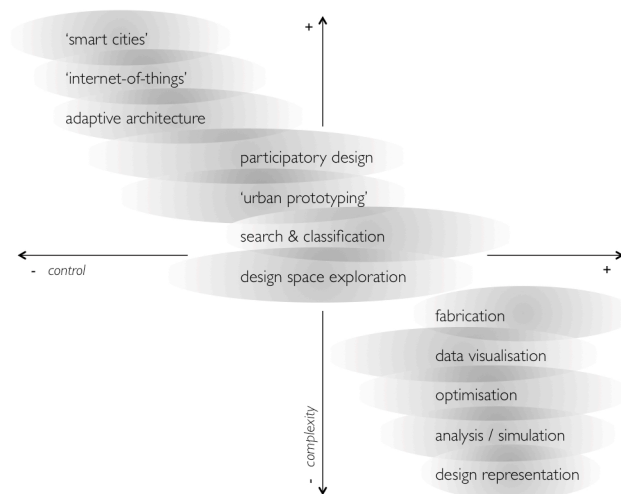 ‘smart cities’
+
‘internet-of-things’
adaptive architecture
participatory design
‘urban prototyping’
search & classification
- control
+
design space exploration
fabrication
data visualisation
optimisation
- complexity
analysis / simulation
design representation